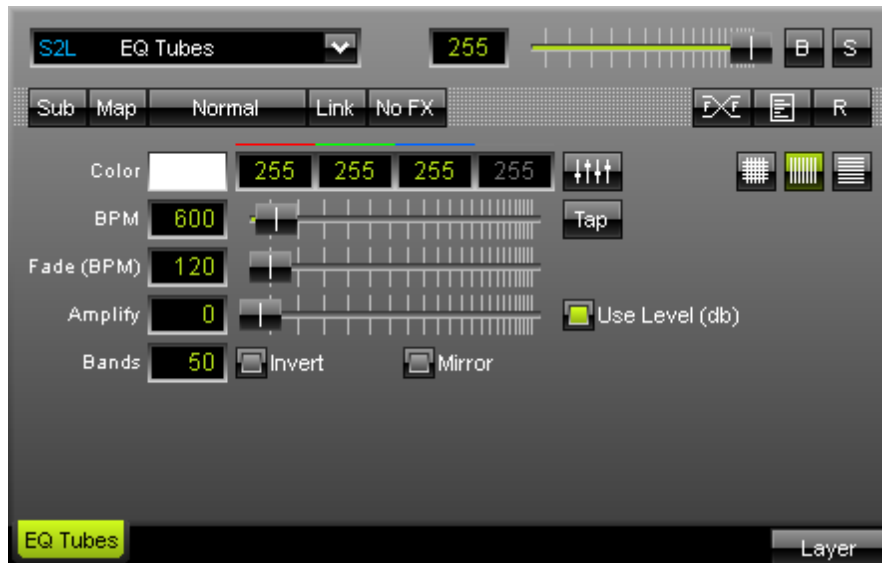 S2L EQ Tubes 255 B S
Sub Map Normal Link No FX R
Color 255 255 255 255
BPM 600 Tap
Fade (BPM) 120
Amplify 0 Use Level (db)
Bands 50 Invert Mirror
EQ Tubes Layer